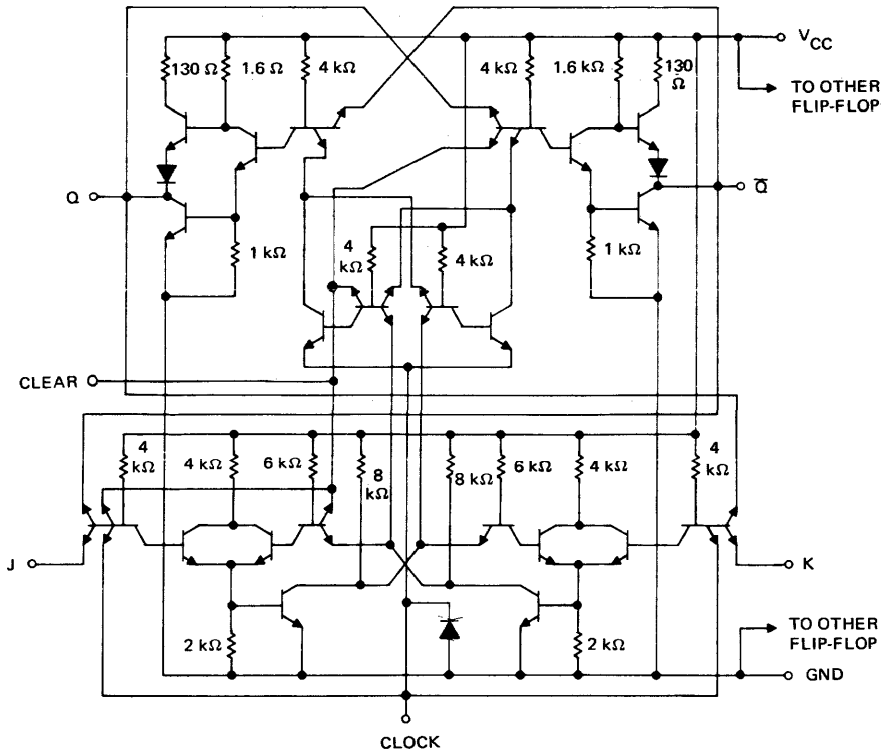 130 Ω
1.6 Ω
4 kΩ
4 kΩ
1.6 kΩ
130
Ω
V_CC
TO OTHER
FLIP-FLOP
Q
Q̅
1 kΩ
4
kΩ
4 kΩ
1 kΩ
CLEAR
4
kΩ
4 kΩ
6 kΩ
8
kΩ
8 kΩ
6 kΩ
4 kΩ
4
kΩ
J
K
2 kΩ
2 kΩ
TO OTHER
FLIP-FLOP
GND
CLOCK